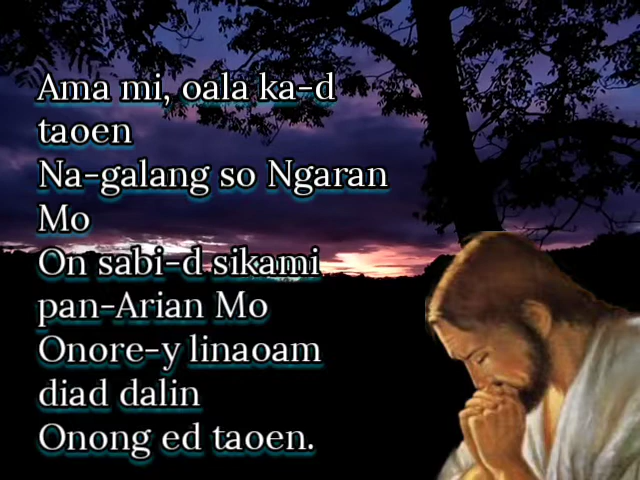 Ama mi, oala ka-d
taoen
Na-galang so Ngaran
Mo
On sabi-d sikami
pan-Arian Mo
Onore-y linaoam
diad dalin
Onong ed taoen.